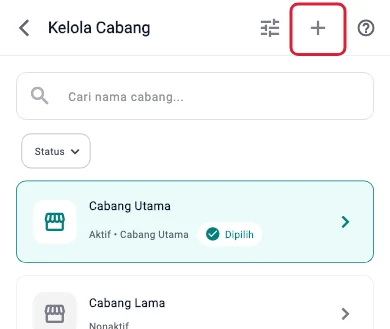 Kelola Cabang
Cari nama cabang...
Status
Cabang Utama
Aktif • Cabang Utama
Dipilih
Cabang Lama
Nonaktif